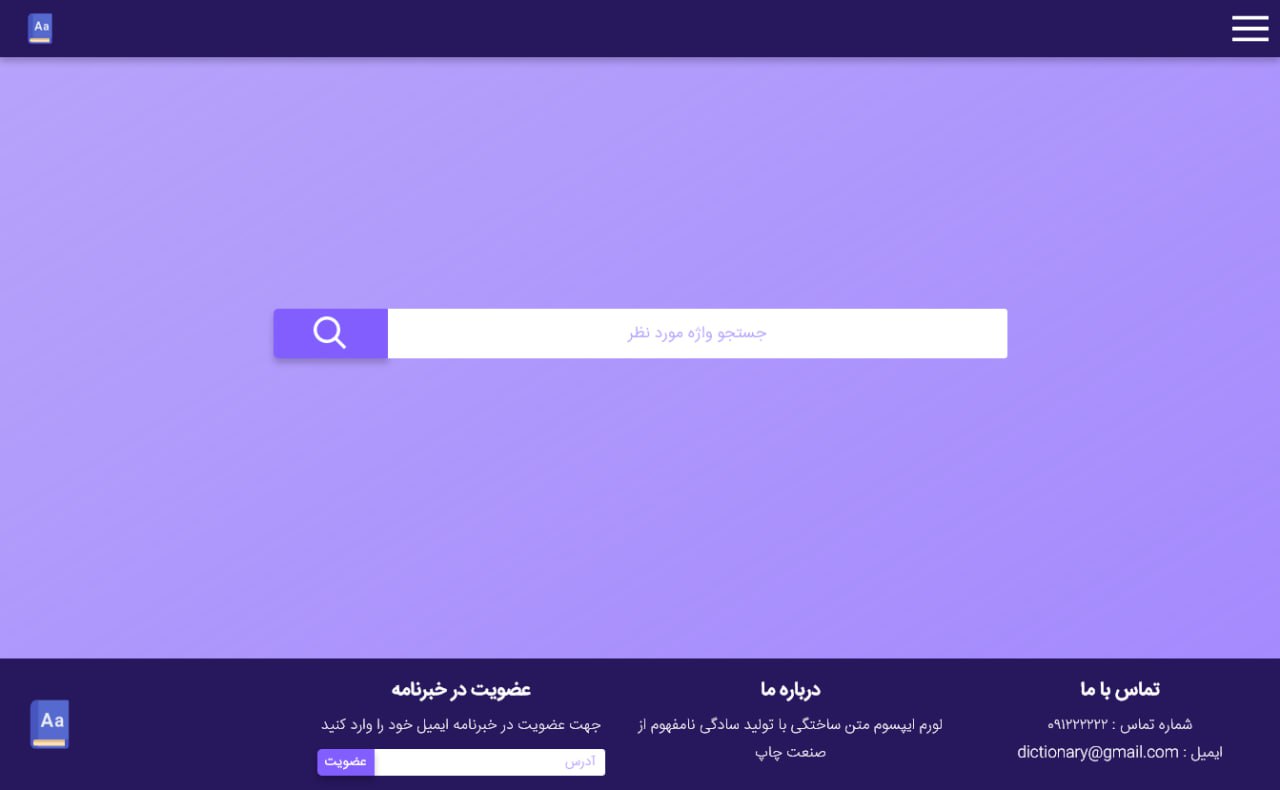 Aa
جستجو واژه مورد نظر
تماس با ما
شماره تماس : ۰۹۱۲۲۲۲۲۲
ایمیل : dictionary@gmail.com
درباره ما
لورم ایپسوم متن ساختگی با تولید سادگی نامفهوم از
صنعت چاپ
عضویت در خبرنامه
جهت عضویت در خبرنامه ایمیل خود را وارد کنید
آدرس
عضویت
Aa